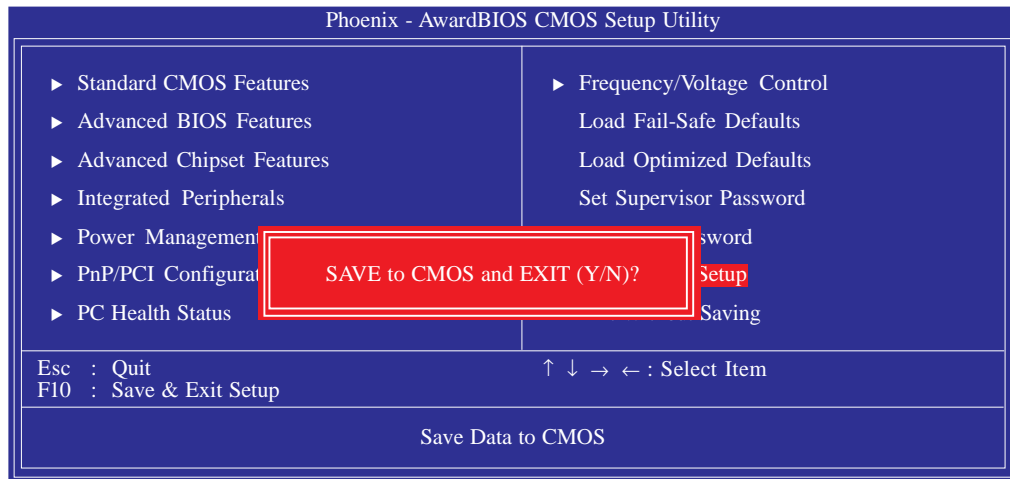 Phoenix - AwardBIOS CMOS Setup Utility
▶ Standard CMOS Features
▶ Advanced BIOS Features
▶ Advanced Chipset Features
▶ Integrated Peripherals
▶ Power Management
▶ PnP/PCI Configurat
▶ PC Health Status
▶ Frequency/Voltage Control
Load Fail-Safe Defaults
Load Optimized Defaults
Set Supervisor Password
sword
Setup
Saving
SAVE to CMOS and EXIT (Y/N)?
Esc : Quit
F10 : Save & Exit Setup
↑ ↓ → ← : Select Item
Save Data to CMOS